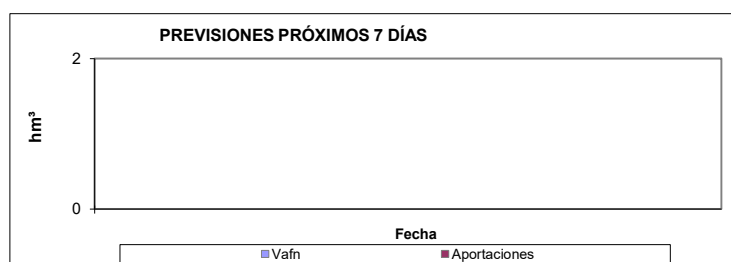 PREVISIONES PRÓXIMOS 7 DÍAS
2
hm³
0
Fecha
Vafn Aportaciones